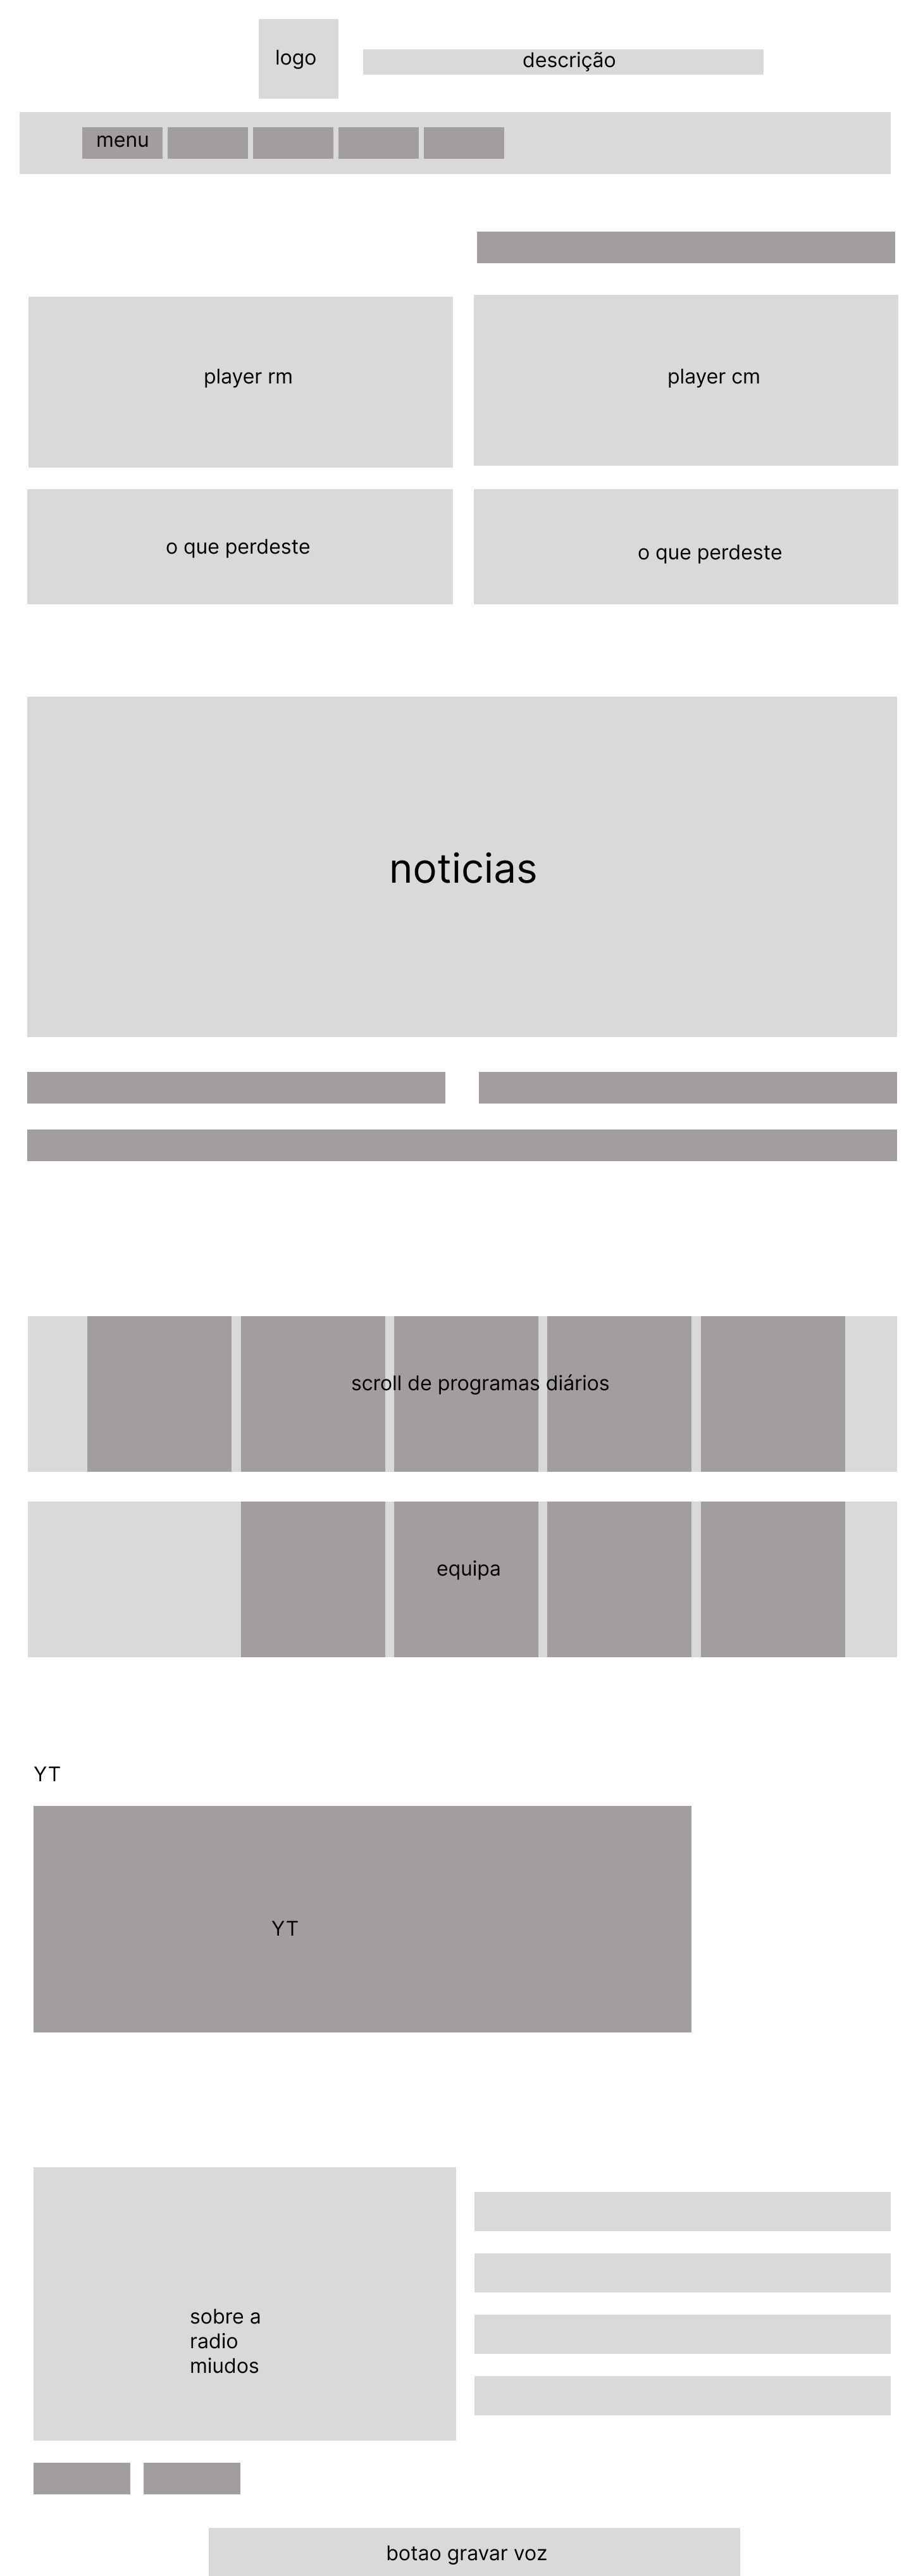 logo
descrição
menu
player rm
player cm
o que perdeste
o que perdeste
noticias
scroll de programas diários
equipa
YT
YT
sobre a
radio
miudos
botao gravar voz